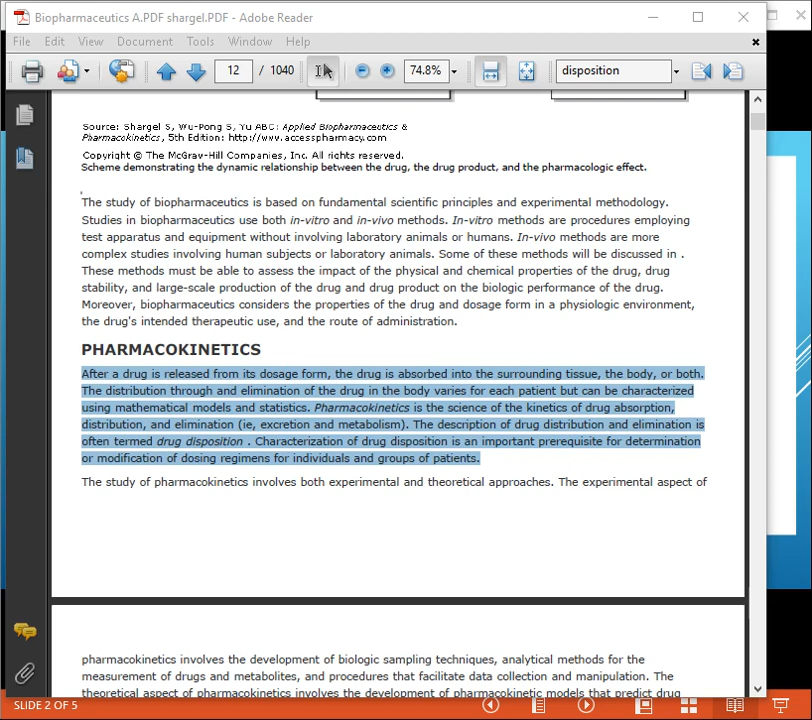 Biopharmaceutics A.PDF shargel.PDF - Adobe Reader
File Edit View Document Tools Window Help
12 / 1040 74.8% disposition
Source: Shargel S, Wu-Pong S, Yu ABC: Applied Biopharmaceutics &
Pharmacokinetics, 5th Edition: http://www.accesspharmacy.com
Copyright © The McGrav-Hill Companies, Inc. All rights reserved.
Scheme demonstrating the dynamic relationship between the drug, the drug product, and the pharmacologic effect.
The study of biopharmaceutics is based on fundamental scientific principles and experimental methodology.
Studies in biopharmaceutics use both in-vitro and in-vivo methods. In-vitro methods are procedures employing
test apparatus and equipment without involving laboratory animals or humans. In-vivo methods are more
complex studies involving human subjects or laboratory animals. Some of these methods will be discussed in .
These methods must be able to assess the impact of the physical and chemical properties of the drug, drug
stability, and large-scale production of the drug and drug product on the biologic performance of the drug.
Moreover, biopharmaceutics considers the properties of the drug and dosage form in a physiologic environment,
the drug's intended therapeutic use, and the route of administration.
PHARMACOKINETICS
After a drug is released from its dosage form, the drug is absorbed into the surrounding tissue, the body, or both.
The distribution through and elimination of the drug in the body varies for each patient but can be characterized
using mathematical models and statistics. Pharmacokinetics is the science of the kinetics of drug absorption,
distribution, and elimination (ie, excretion and metabolism). The description of drug distribution and elimination is
often termed drug disposition . Characterization of drug disposition is an important prerequisite for determination
or modification of dosing regimens for individuals and groups of patients.
The study of pharmacokinetics involves both experimental and theoretical approaches. The experimental aspect of
pharmacokinetics involves the development of biologic sampling techniques, analytical methods for the
measurement of drugs and metabolites, and procedures that facilitate data collection and manipulation. The
theoretical aspect of pharmacokinetics involves the development of pharmacokinetic models that predict drug
SLIDE 2 OF 5